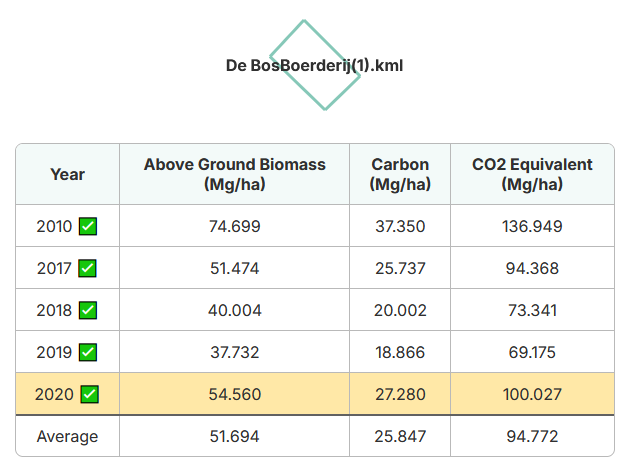 De BosBoerderij(1).kml
Year Above Ground Biomass (Mg/ha) Carbon (Mg/ha) CO2 Equivalent (Mg/ha)
2010 ✅ 74.699 37.350 136.949
2017 ✅ 51.474 25.737 94.368
2018 ✅ 40.004 20.002 73.341
2019 ✅ 37.732 18.866 69.175
2020 ✅ 54.560 27.280 100.027
Average 51.694 25.847 94.772